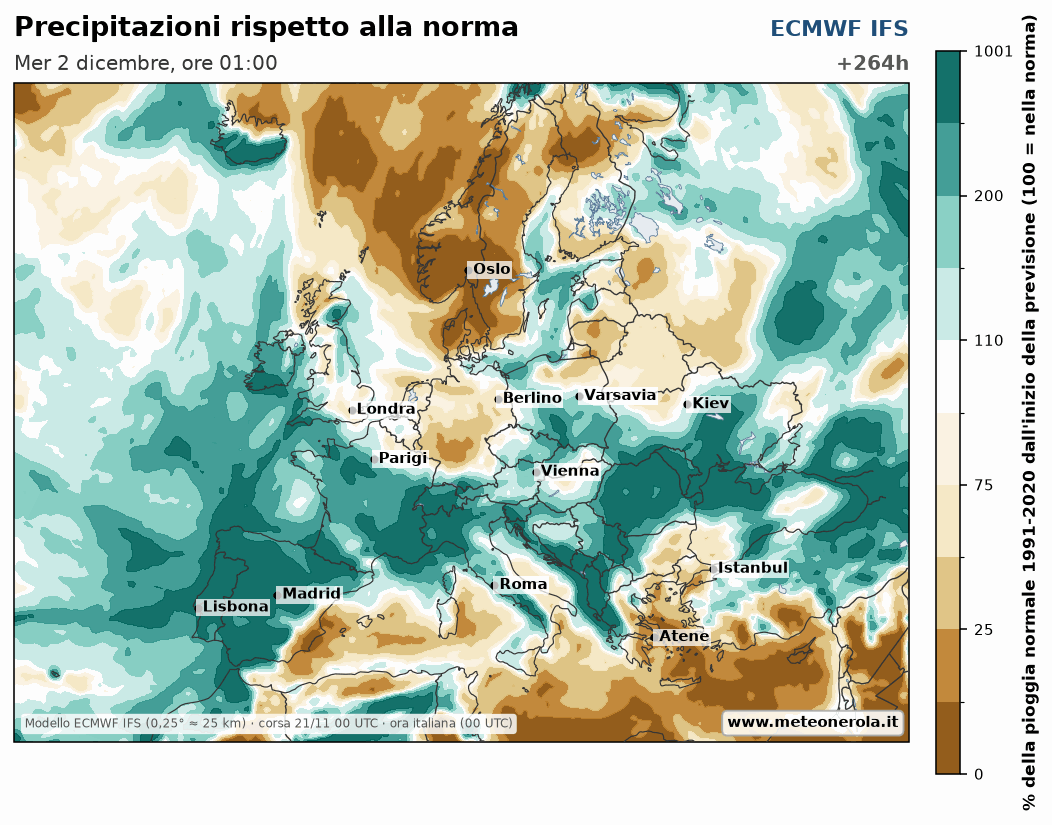 Precipitazioni rispetto alla norma
ECMWF IFS
Mer 2 dicembre, ore 01:00
+264h
1001
200
110
75
25
0
% della pioggia normale 1991-2020 dall'inizio della previsione (100 = nella norma)
Oslo
Berlino
Varsavia
Kiev
Londra
Parigi
Vienna
Istanbul
Roma
Madrid
Lisbona
Atene
Modello ECMWF IFS (0,25° ≈ 25 km) · corsa 21/11 00 UTC · ora italiana (00 UTC)
www.meteonerola.it